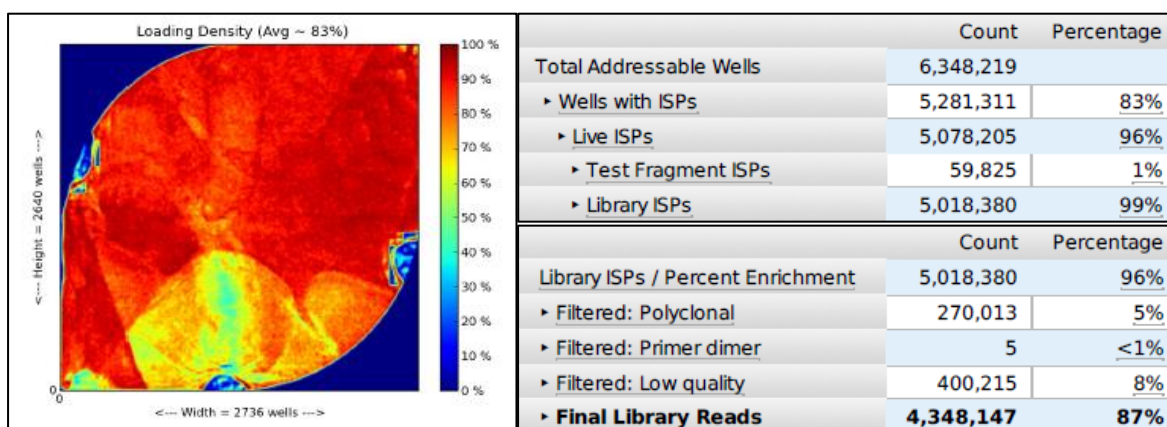 Loading Density (Avg ~ 83%)
<--- Height = 2640 wells --->
0
0
<--- Width = 2736 wells --->
100 %
90 %
80 %
70 %
60 %
50 %
40 %
30 %
20 %
10 %
0 %
Count Percentage
Total Addressable Wells 6,348,219
‣ Wells with ISPs 5,281,311 83%
‣ Live ISPs 5,078,205 96%
‣ Test Fragment ISPs 59,825 1%
‣ Library ISPs 5,018,380 99%
Count Percentage
Library ISPs / Percent Enrichment 5,018,380 96%
‣ Filtered: Polyclonal 270,013 5%
‣ Filtered: Primer dimer 5 <1%
‣ Filtered: Low quality 400,215 8%
‣ Final Library Reads 4,348,147 87%